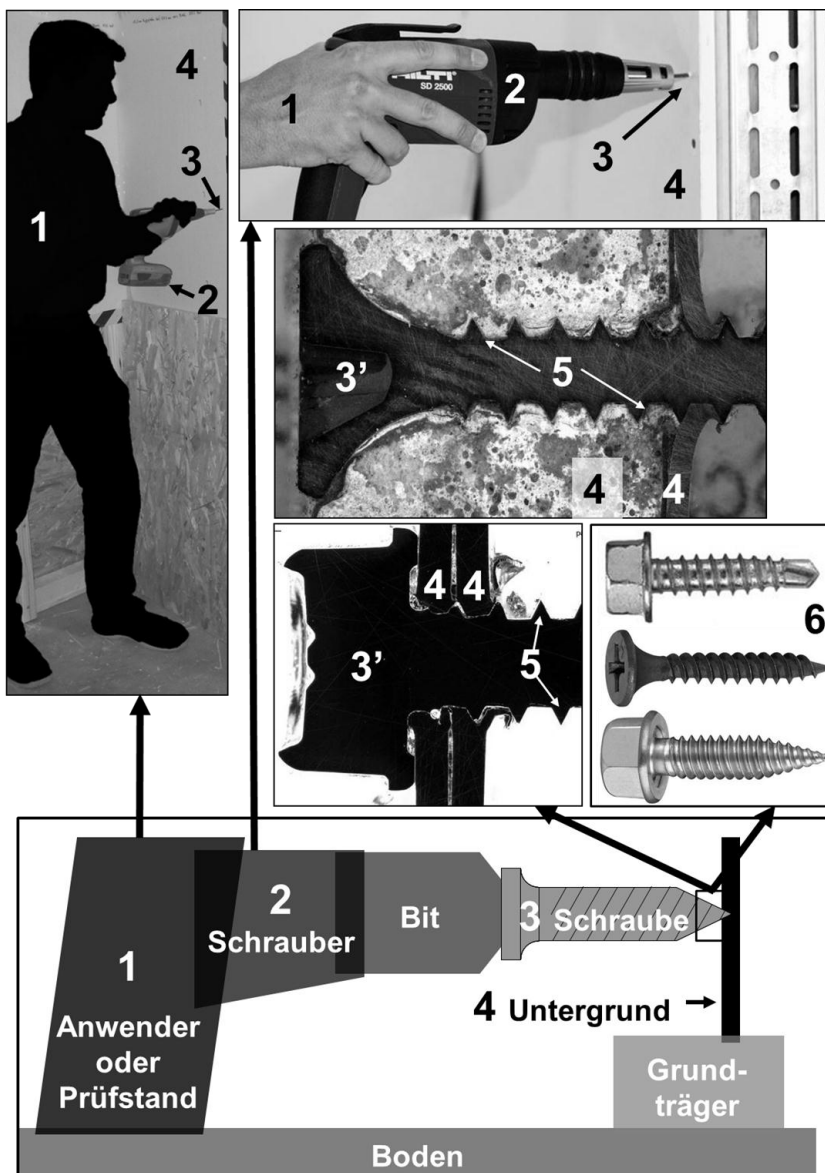 4
3
1
2
HILTI
SD 2500
1
2
3
4
3’
5
4
4
4
4
3’
5
6
2
Schrauber
Bit
3 Schraube
1
Anwender
oder
Prüfstand
4 Untergrund
Grund-
träger
Boden